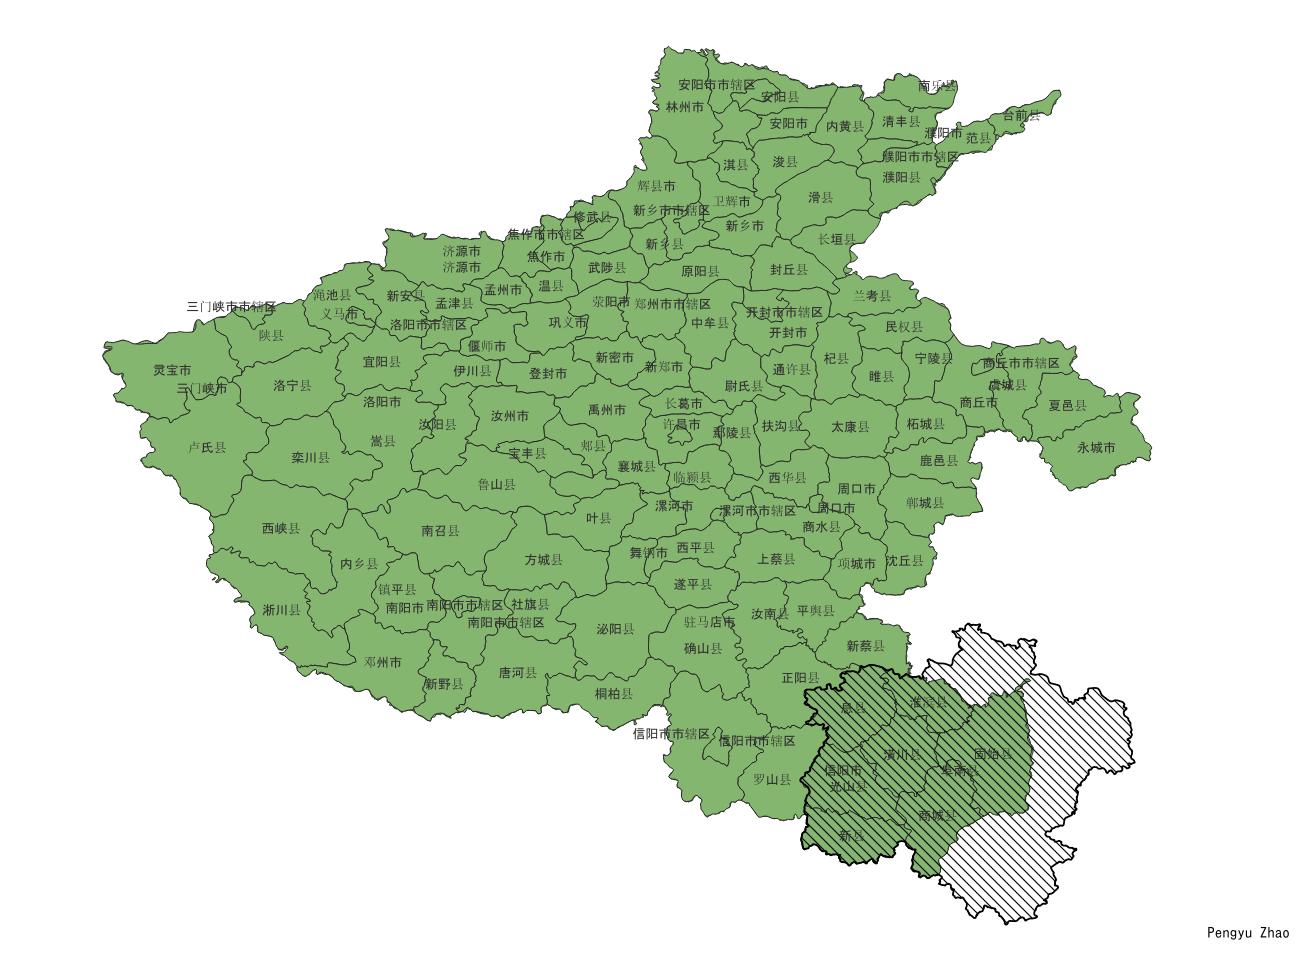 安阳市市辖区
南乐县
安阳县
林州市
台前县
安阳市
内黄县
清丰县
濮阳市
范县
淇县
浚县
濮阳市市辖区
濮阳县
辉县市
卫辉市
滑县
新乡市市辖区
修武县
新乡市
焦作市市辖区
新乡县
长垣县
济源市
焦作市
济源市
武陟县
原阳县
封丘县
孟州市
温县
渑池县
新安县
孟津县
荥阳市
郑州市市辖区
兰考县
三门峡市市辖区
义马市
开封市市辖区
洛阳市市辖区
巩义市
中牟县
民权县
陕县
开封市
偃师市
宜阳县
新密市
杞县
宁陵县
商丘市市辖区
灵宝市
伊川县
登封市
新郑市
通许县
睢县
三门峡市
洛宁县
尉氏县
虞城县
洛阳市
禹州市
长葛市
商丘市
夏邑县
汝州市
汝阳县
许昌市
鄢陵县
扶沟县
太康县
柘城县
卢氏县
嵩县
郏县
永城市
栾川县
宝丰县
襄城县
鹿邑县
鲁山县
临颍县
西华县
周口市
漯河市
漯河市市辖区
周口市
郸城县
叶县
西峡县
南召县
商水县
舞钢市
西平县
内乡县
方城县
上蔡县
项城市
沈丘县
镇平县
遂平县
淅川县
南阳市
南阳市市辖区
社旗县
汝南县
平舆县
南阳市市辖区
泌阳县
驻马店市
确山县
新蔡县
邓州市
唐河县
正阳县
新野县
桐柏县
息县
淮滨县
信阳市市辖区
信阳市市辖区
潢川县
固始县
信阳市
阜南县
罗山县
光山县
商城县
新县
Pengyu Zhao